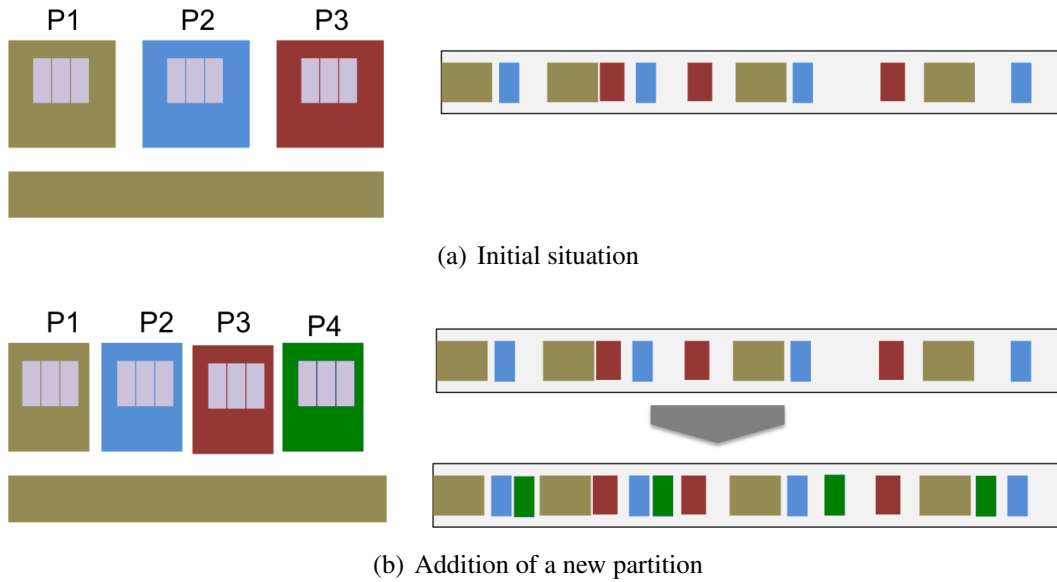 P1 P2 P3
(a) Initial situation
P1 P2 P3 P4
(b) Addition of a new partition